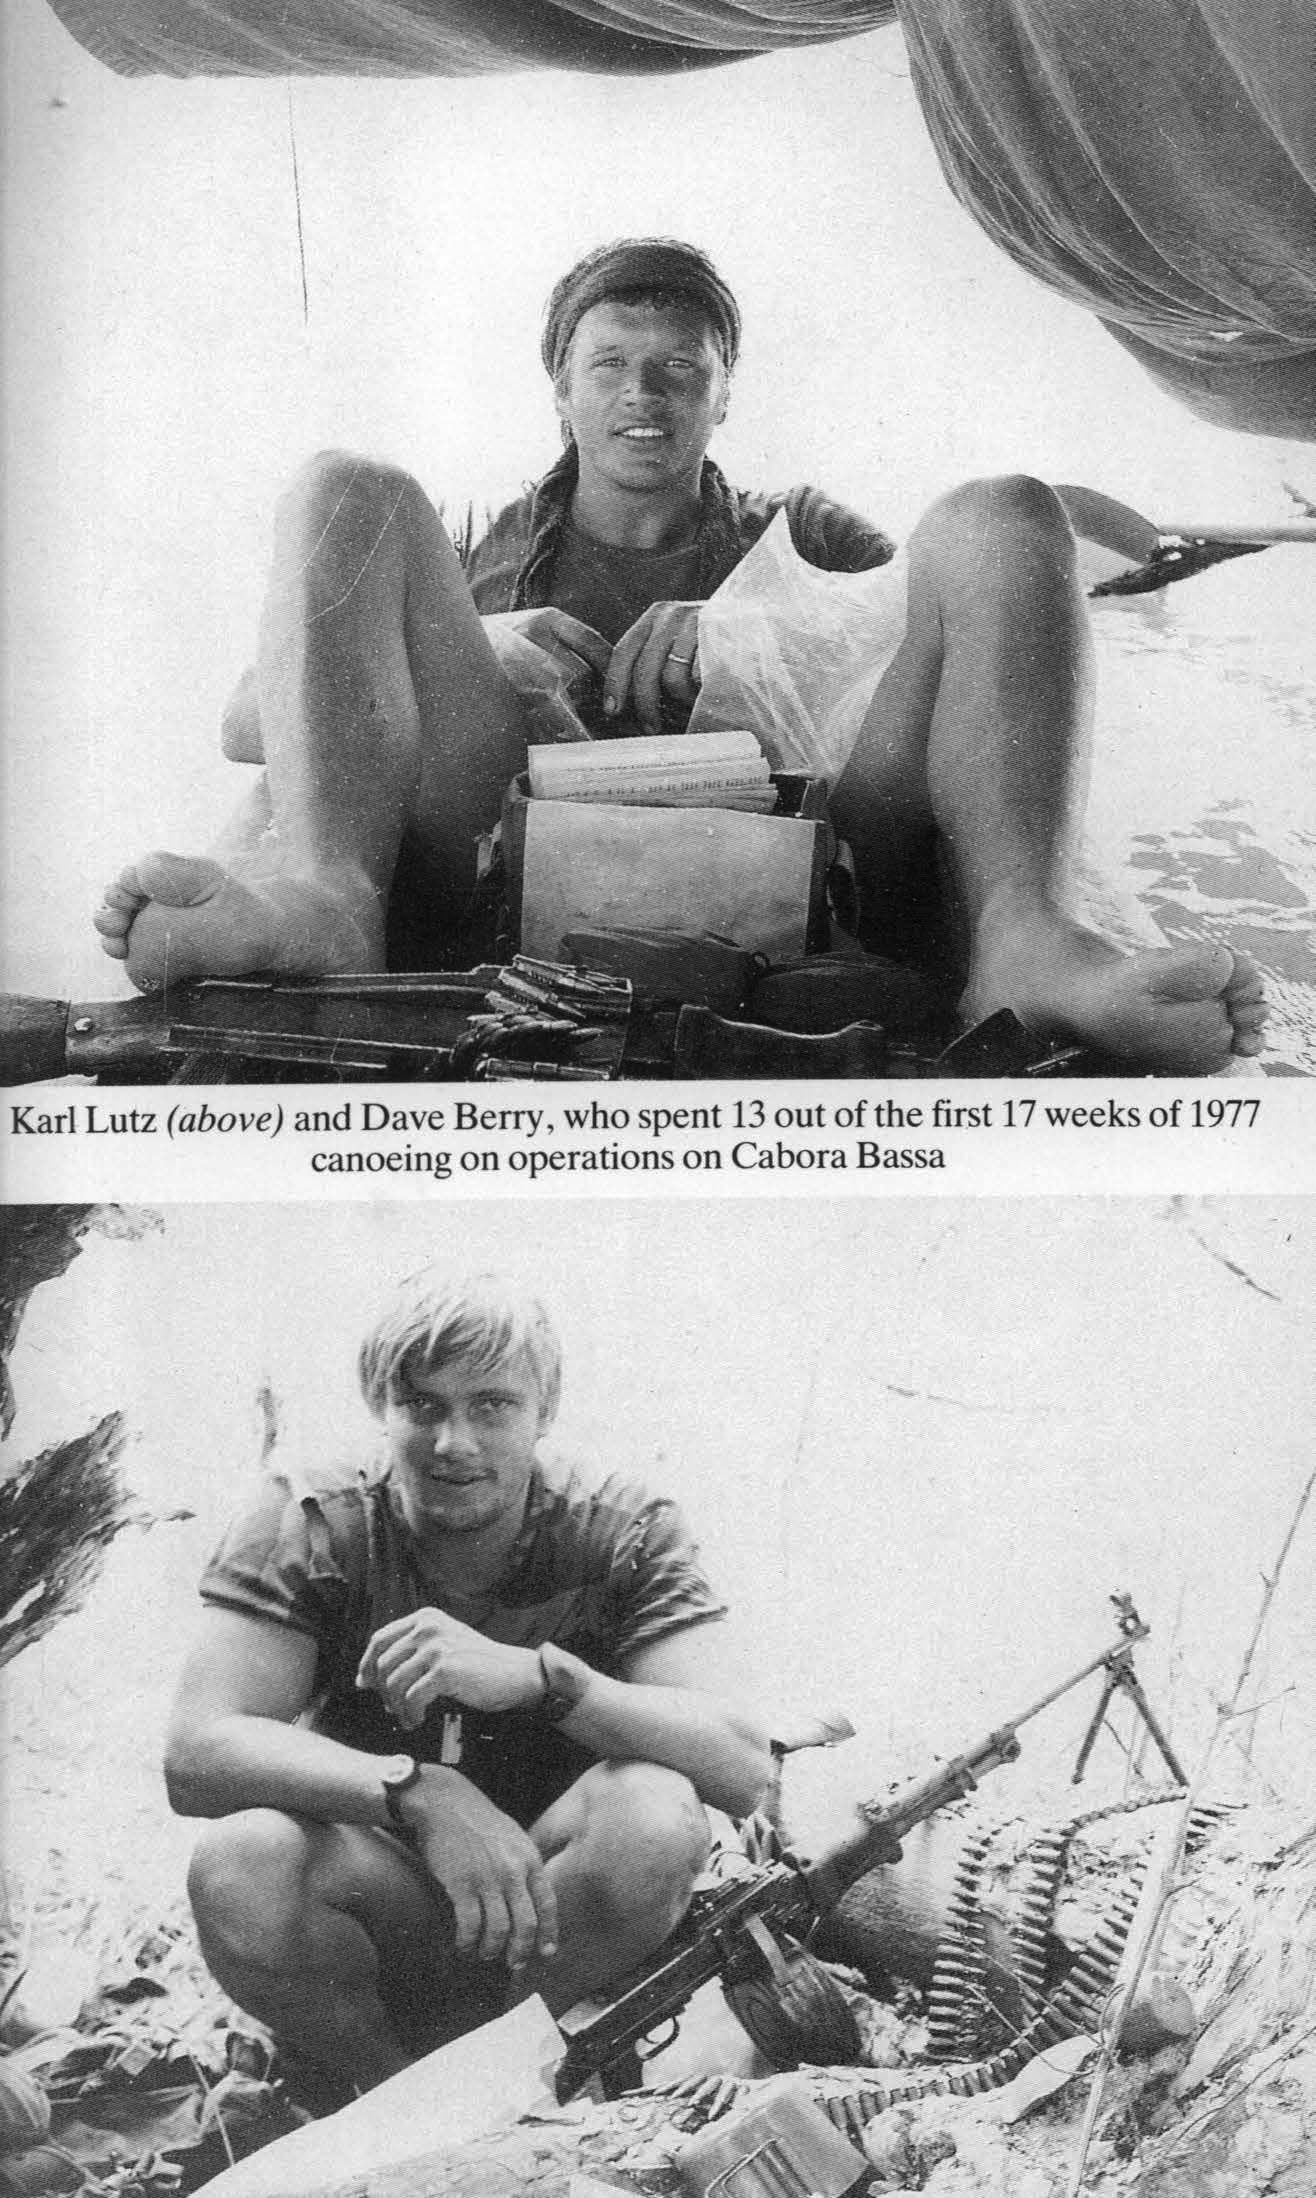 Karl Lutz (above) and Dave Berry, who spent 13 out of the first 17 weeks of 1977
canoeing on operations on Cabora Bassa